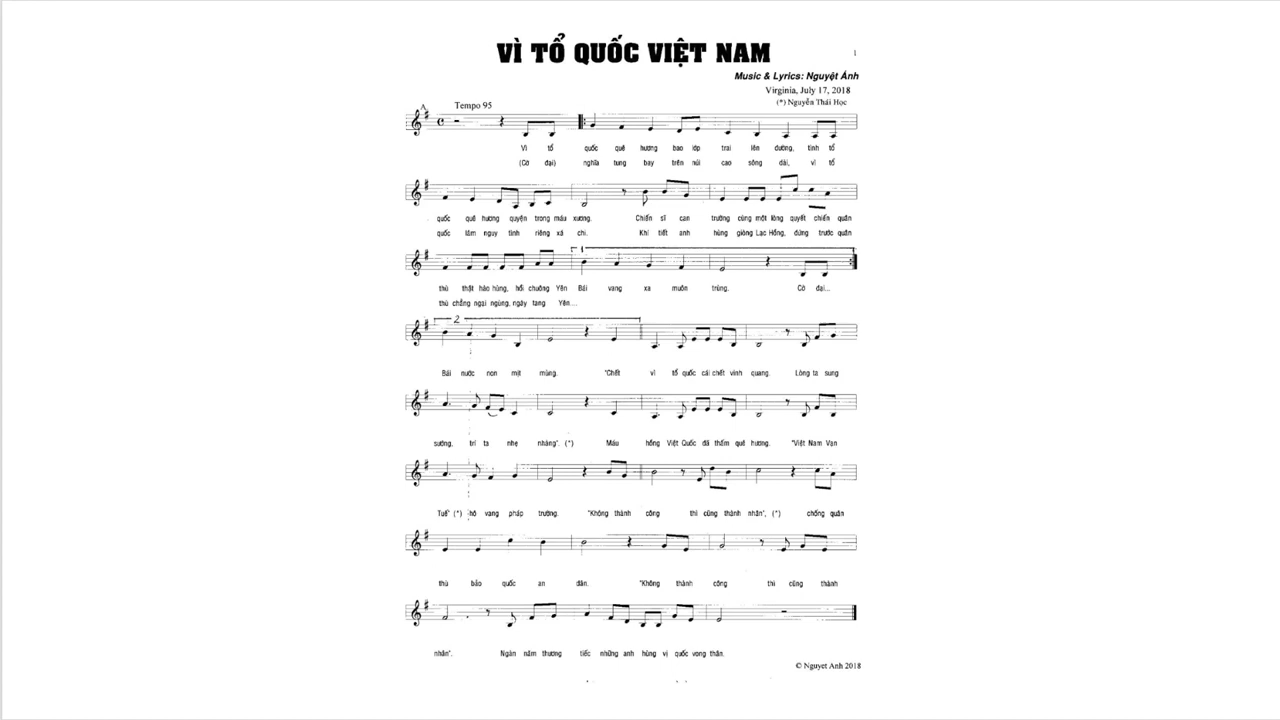 VÌ TỔ QUỐC VIỆT NAM
1
Music & Lyrics: Nguyệt Ánh
Virginia, July 17, 2018
(*) Nguyễn Thái Học
A
Tempo 95
Vì tổ quốc quê hương bao lớp trai lên đường, tình tổ
(Cờ đại) nghĩa tung bay trên núi cao sông dài, vì tổ
quốc quê hương quyện trong máu xương. Chiến sĩ can trường cùng một lòng quyết chiến quân
quốc lâm nguy tình riêng xá chi. Khí tiết anh hùng giòng Lạc Hồng, đứng trước quân
1
thù thật hào hùng, hồi chuông Yên Bái vang xa muôn trùng. Cờ đại...
thù chẳng ngại ngùng, ngày tang Yên...
2
Bái nước non mịt mùng. "Chết vì tổ quốc cái chết vinh quang. Lòng ta sung
sướng, trí ta nhẹ nhàng". (*) Máu hồng Việt Quốc đã thấm quê hương. "Việt Nam Vạn
Tuế" (*) hô vang pháp trường. "Không thành công thì cũng thành nhân", (*) chống quân
thù bảo quốc an dân. "Không thành công thì cũng thành
nhân". Ngàn năm thương tiếc những anh hùng vị quốc vong thân.
© Nguyet Anh 2018